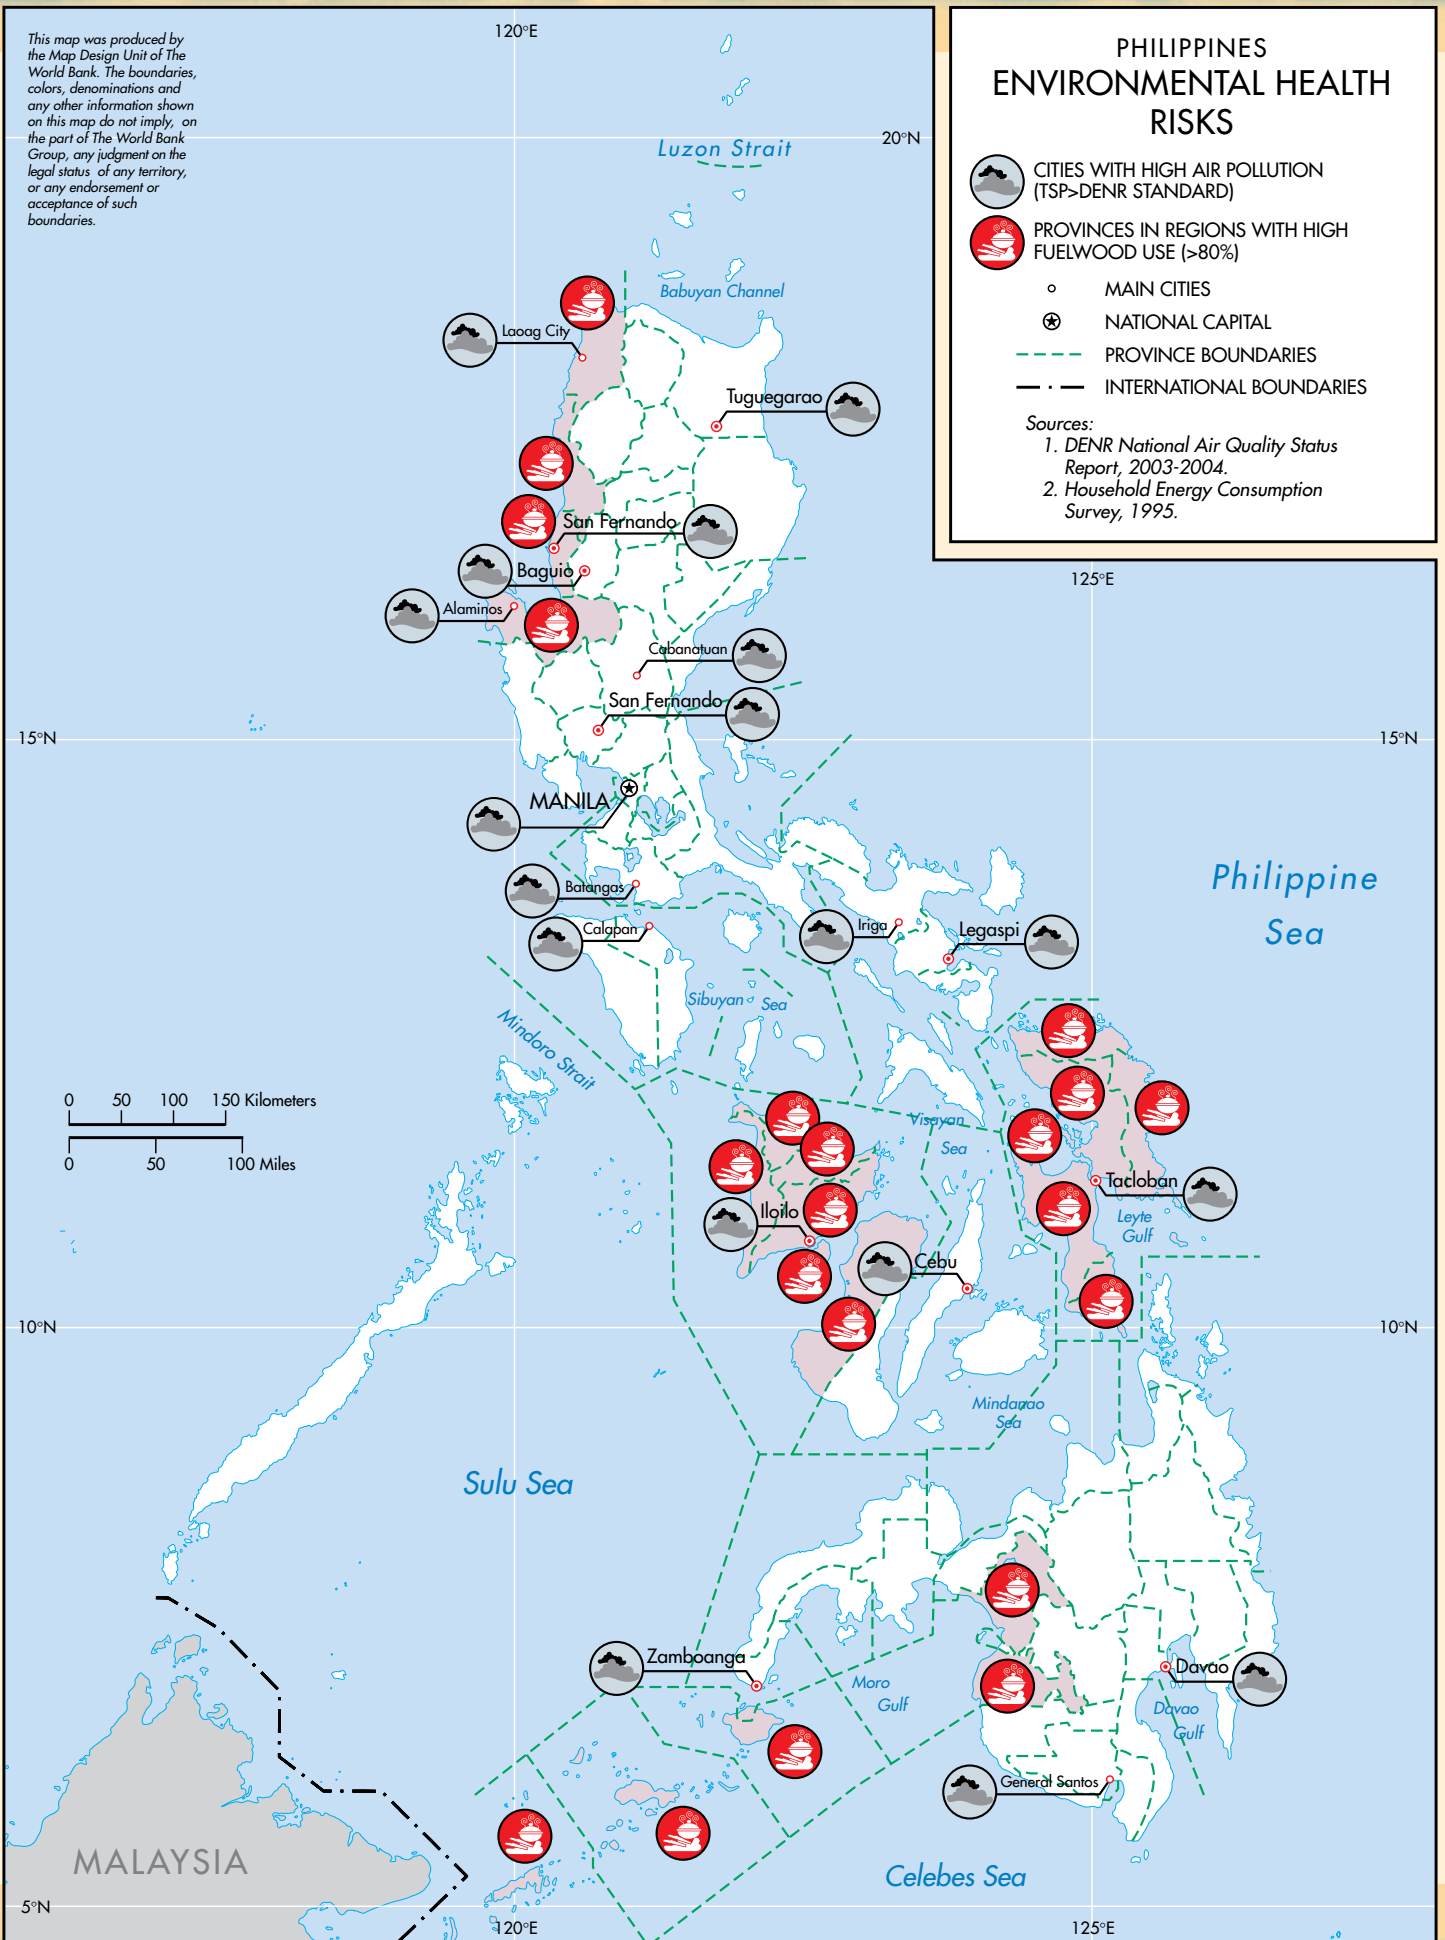 This map was produced by
the Map Design Unit of The
World Bank. The boundaries,
colors, denominations and
any other information shown
on this map do not imply, on
the part of The World Bank
Group, any judgment on the
legal status of any territory,
or any endorsement or
acceptance of such
boundaries.
120°E
20°N
PHILIPPINES
ENVIRONMENTAL HEALTH
RISKS
CITIES WITH HIGH AIR POLLUTION
(TSP>DENR STANDARD)
PROVINCES IN REGIONS WITH HIGH
FUELWOOD USE (>80%)
MAIN CITIES
NATIONAL CAPITAL
PROVINCE BOUNDARIES
INTERNATIONAL BOUNDARIES
Sources:
1. DENR National Air Quality Status
Report, 2003-2004.
2. Household Energy Consumption
Survey, 1995.
Luzon Strait
Babuyan Channel
Laoag City
Tuguegarao
San Fernando
Baguio
125°E
Alaminos
Cabanatuan
San Fernando
15°N
15°N
MANILA
Batangas
Philippine
Sea
Calapan
Iriga
Legaspi
Sibuyan
Sea
Mindoro Strait
0 50 100 150 Kilometers
0 50 100 Miles
Visayan
Sea
Tacloban
Leyte
Gulf
Iloilo
Cebu
10°N
10°N
Mindanao
Sea
Sulu Sea
Zamboanga
Moro
Gulf
Davao
Davao
Gulf
General Santos
MALAYSIA
Celebes Sea
5°N
120°E
125°E